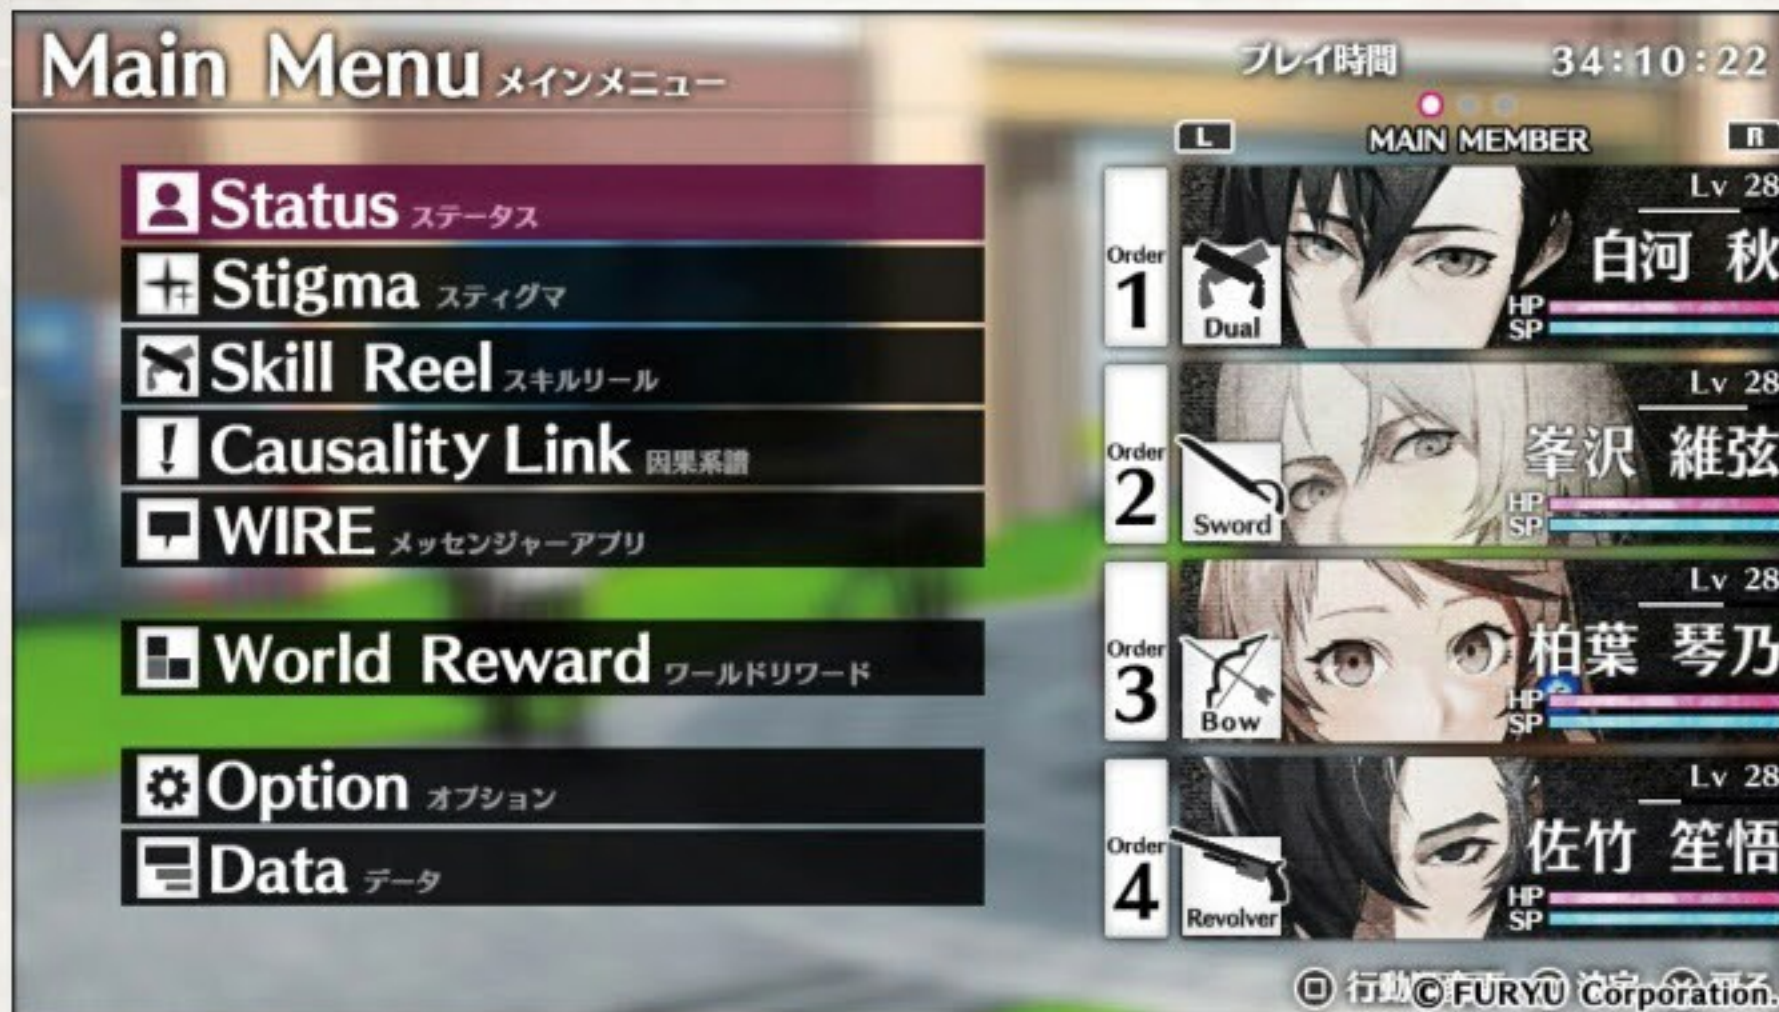 Main Menu メインメニュー
プレイ時間 34:10:22
L MAIN MEMBER R
Status ステータス
Stigma スティグマ
Skill Reel スキルリール
Causality Link 因果系譜
WIRE メッセンジャーアプリ
World Reward ワールドリワード
Option オプション
Data データ
Order 1
Dual
Lv 28
白河 秋
HP
SP
Order 2
Sword
Lv 28
峯沢 維弦
HP
SP
Order 3
Bow
Lv 28
柏葉 琴乃
HP
SP
Order 4
Revolver
Lv 28
佐竹 笙悟
HP
SP
行動
© FURYU Corporation.